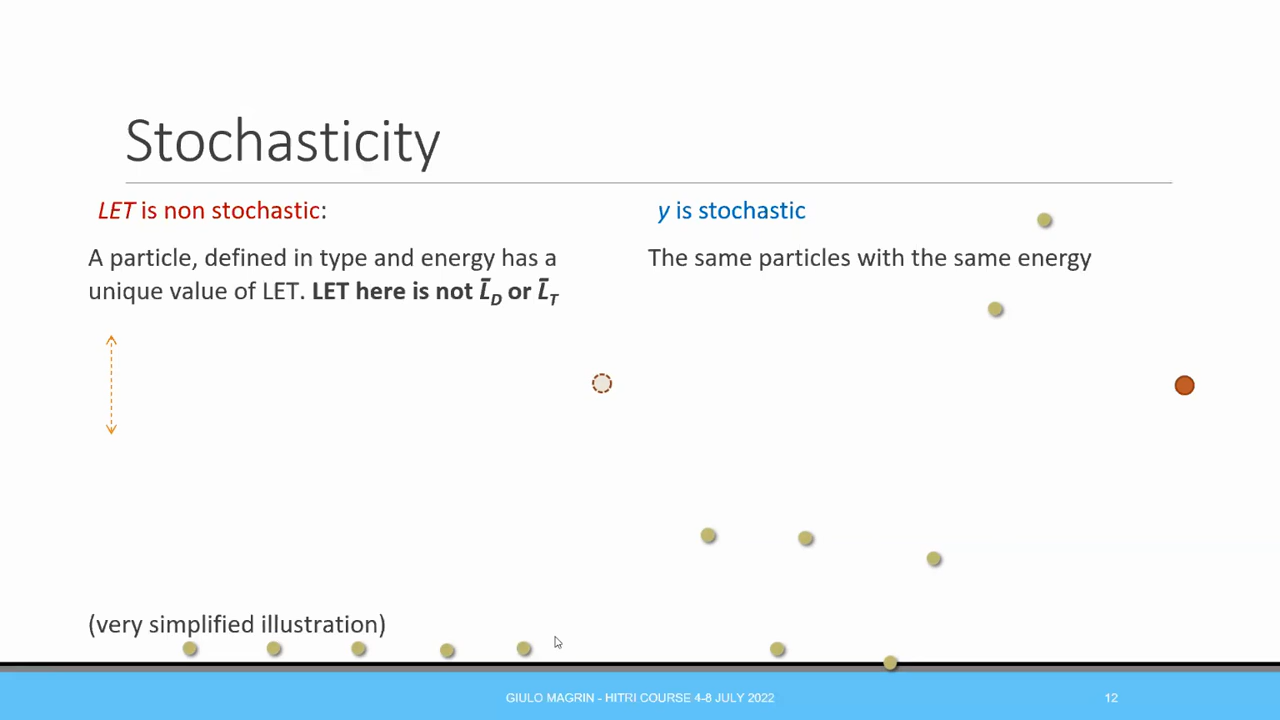 Stochasticity
LET is non stochastic:
A particle, defined in type and energy has a
unique value of LET. LET here is not L̄D or L̄T
y is stochastic
The same particles with the same energy
(very simplified illustration)
GIULO MAGRIN - HITRI COURSE 4-8 JULY 2022
12